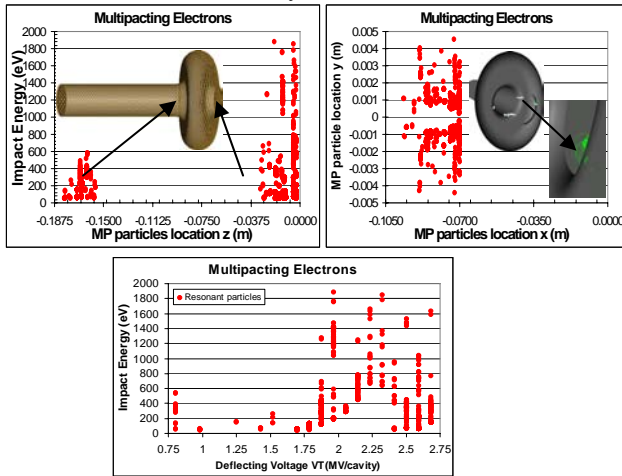 Multipacting Electrons
Impact Energy (eV)
2000
1800
1600
1400
1200
1000
800
600
400
200
0
-0.1875 -0.1500 -0.1125 -0.0750 -0.0375 0.0000
MP particles location z (m)
Multipacting Electrons
MP particle location y (m)
0.005
0.004
0.003
0.002
0.001
0
-0.001
-0.002
-0.003
-0.004
-0.005
-0.1050 -0.0700 -0.0350 0.0000
MP particles location x (m)
Multipacting Electrons
Resonant particles
Impact Energy (eV)
2000
1800
1600
1400
1200
1000
800
600
400
200
0
0.75 1 1.25 1.5 1.75 2 2.25 2.5 2.75
Deflecting Voltage VT(MV/cavity)